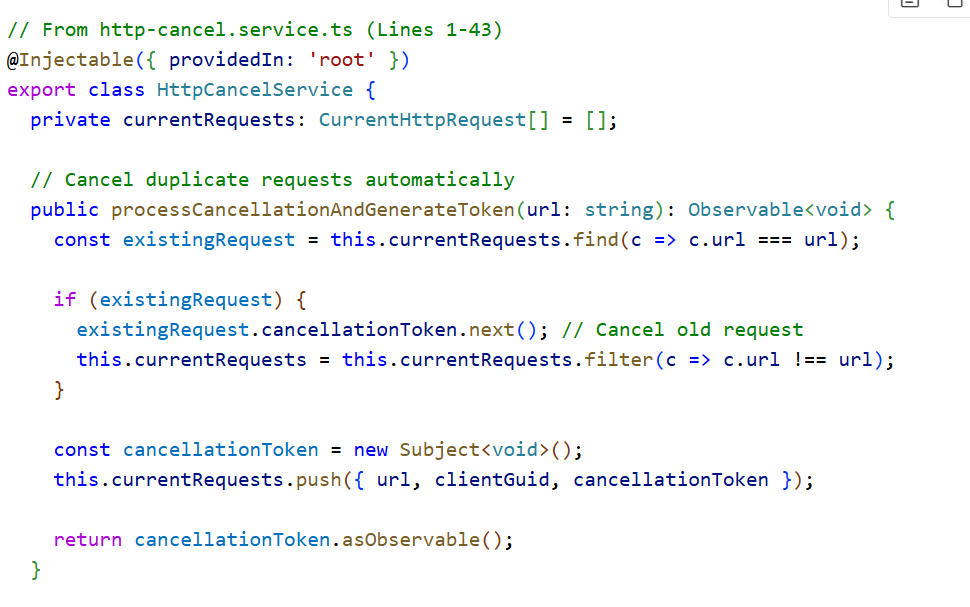 // From http-cancel.service.ts (Lines 1-43)
@Injectable({ providedIn: 'root' })
export class HttpCancelService {
  private currentRequests: CurrentHttpRequest[] = [];

  // Cancel duplicate requests automatically
  public processCancellationAndGenerateToken(url: string): Observable<void> {
    const existingRequest = this.currentRequests.find(c => c.url === url);

    if (existingRequest) {
      existingRequest.cancellationToken.next(); // Cancel old request
      this.currentRequests = this.currentRequests.filter(c => c.url !== url);
    }

    const cancellationToken = new Subject<void>();
    this.currentRequests.push({ url, clientGuid, cancellationToken });

    return cancellationToken.asObservable();
  }